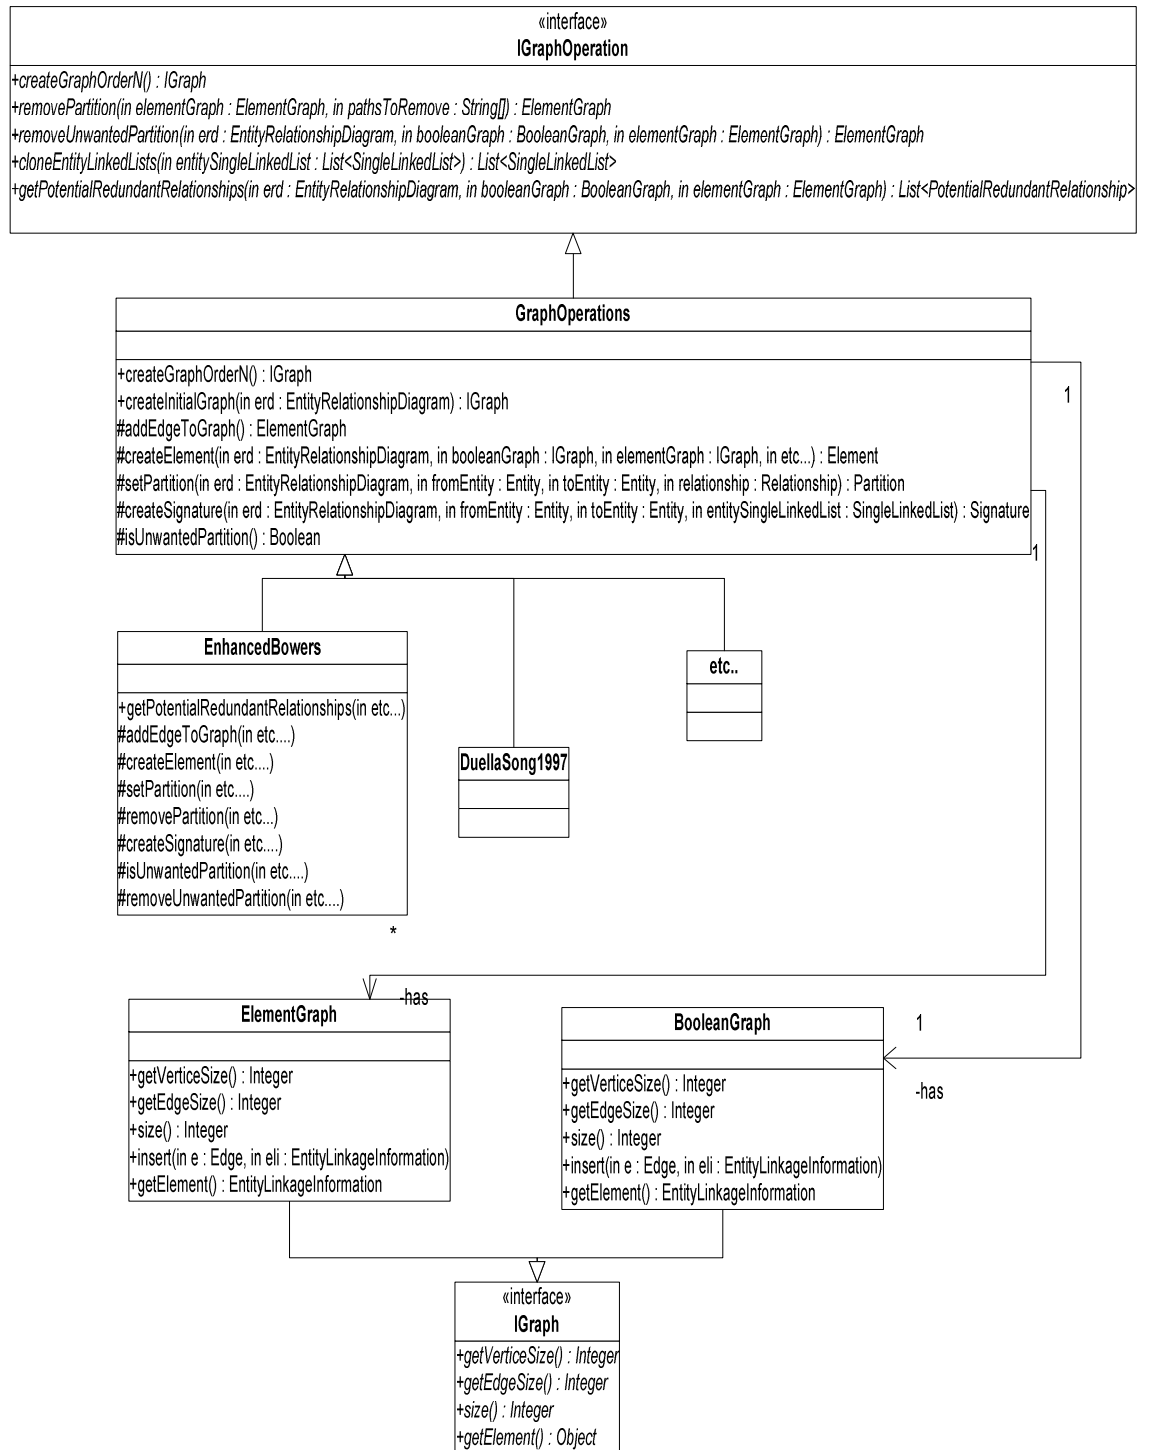 «interface»
IGraphOperation
+createGraphOrderN() : IGraph
+removePartition(in elementGraph : ElementGraph, in pathsToRemove : String[]) : ElementGraph
+removeUnwantedPartition(in erd : EntityRelationshipDiagram, in booleanGraph : BooleanGraph, in elementGraph : ElementGraph) : ElementGraph
+cloneEntityLinkedLists(in entitySingleLinkedList : List<SingleLinkedList>) : List<SingleLinkedList>
+getPotentialRedundantRelationships(in erd : EntityRelationshipDiagram, in booleanGraph : BooleanGraph, in elementGraph : ElementGraph) : List<PotentialRedundantRelationship>
GraphOperations
+createGraphOrderN() : IGraph
+createInitialGraph(in erd : EntityRelationshipDiagram) : IGraph
#addEdgeToGraph() : ElementGraph
#createElement(in erd : EntityRelationshipDiagram, in booleanGraph : IGraph, in elementGraph : IGraph, in etc...) : Element
#setPartition(in erd : EntityRelationshipDiagram, in fromEntity : Entity, in toEntity : Entity, in relationship : Relationship) : Partition
#createSignature(in erd : EntityRelationshipDiagram, in fromEntity : Entity, in toEntity : Entity, in entitySingleLinkedList : SingleLinkedList) : Signature
#isUnwantedPartition() : Boolean
1
1
EnhancedBowers
+getPotentialRedundantRelationships(in etc...)
#addEdgeToGraph(in etc....)
#createElement(in etc....)
#setPartition(in etc....)
#removePartition(in etc...)
#createSignature(in etc....)
#isUnwantedPartition(in etc....)
#removeUnwantedPartition(in etc....)
DuellaSong1997
etc..
*
-has
ElementGraph
+getVerticeSize() : Integer
+getEdgeSize() : Integer
+size() : Integer
+insert(in e : Edge, in eli : EntityLinkageInformation)
+getElement() : EntityLinkageInformation
BooleanGraph
+getVerticeSize() : Integer
+getEdgeSize() : Integer
+size() : Integer
+insert(in e : Edge, in eli : EntityLinkageInformation)
+getElement() : EntityLinkageInformation
1
-has
«interface»
IGraph
+getVerticeSize() : Integer
+getEdgeSize() : Integer
+size() : Integer
+getElement() : Object